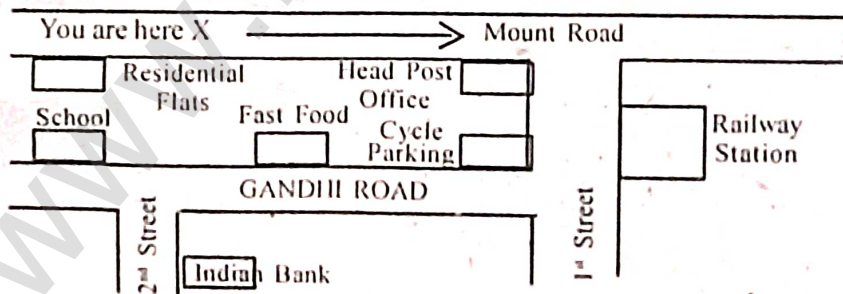 You are here X
Mount Road
Residential
Flats
Head Post
Office
School
Fast Food
Cycle
Parking
Railway
Station
GANDHI ROAD
2nd Street
1st Street
Indian Bank
www.